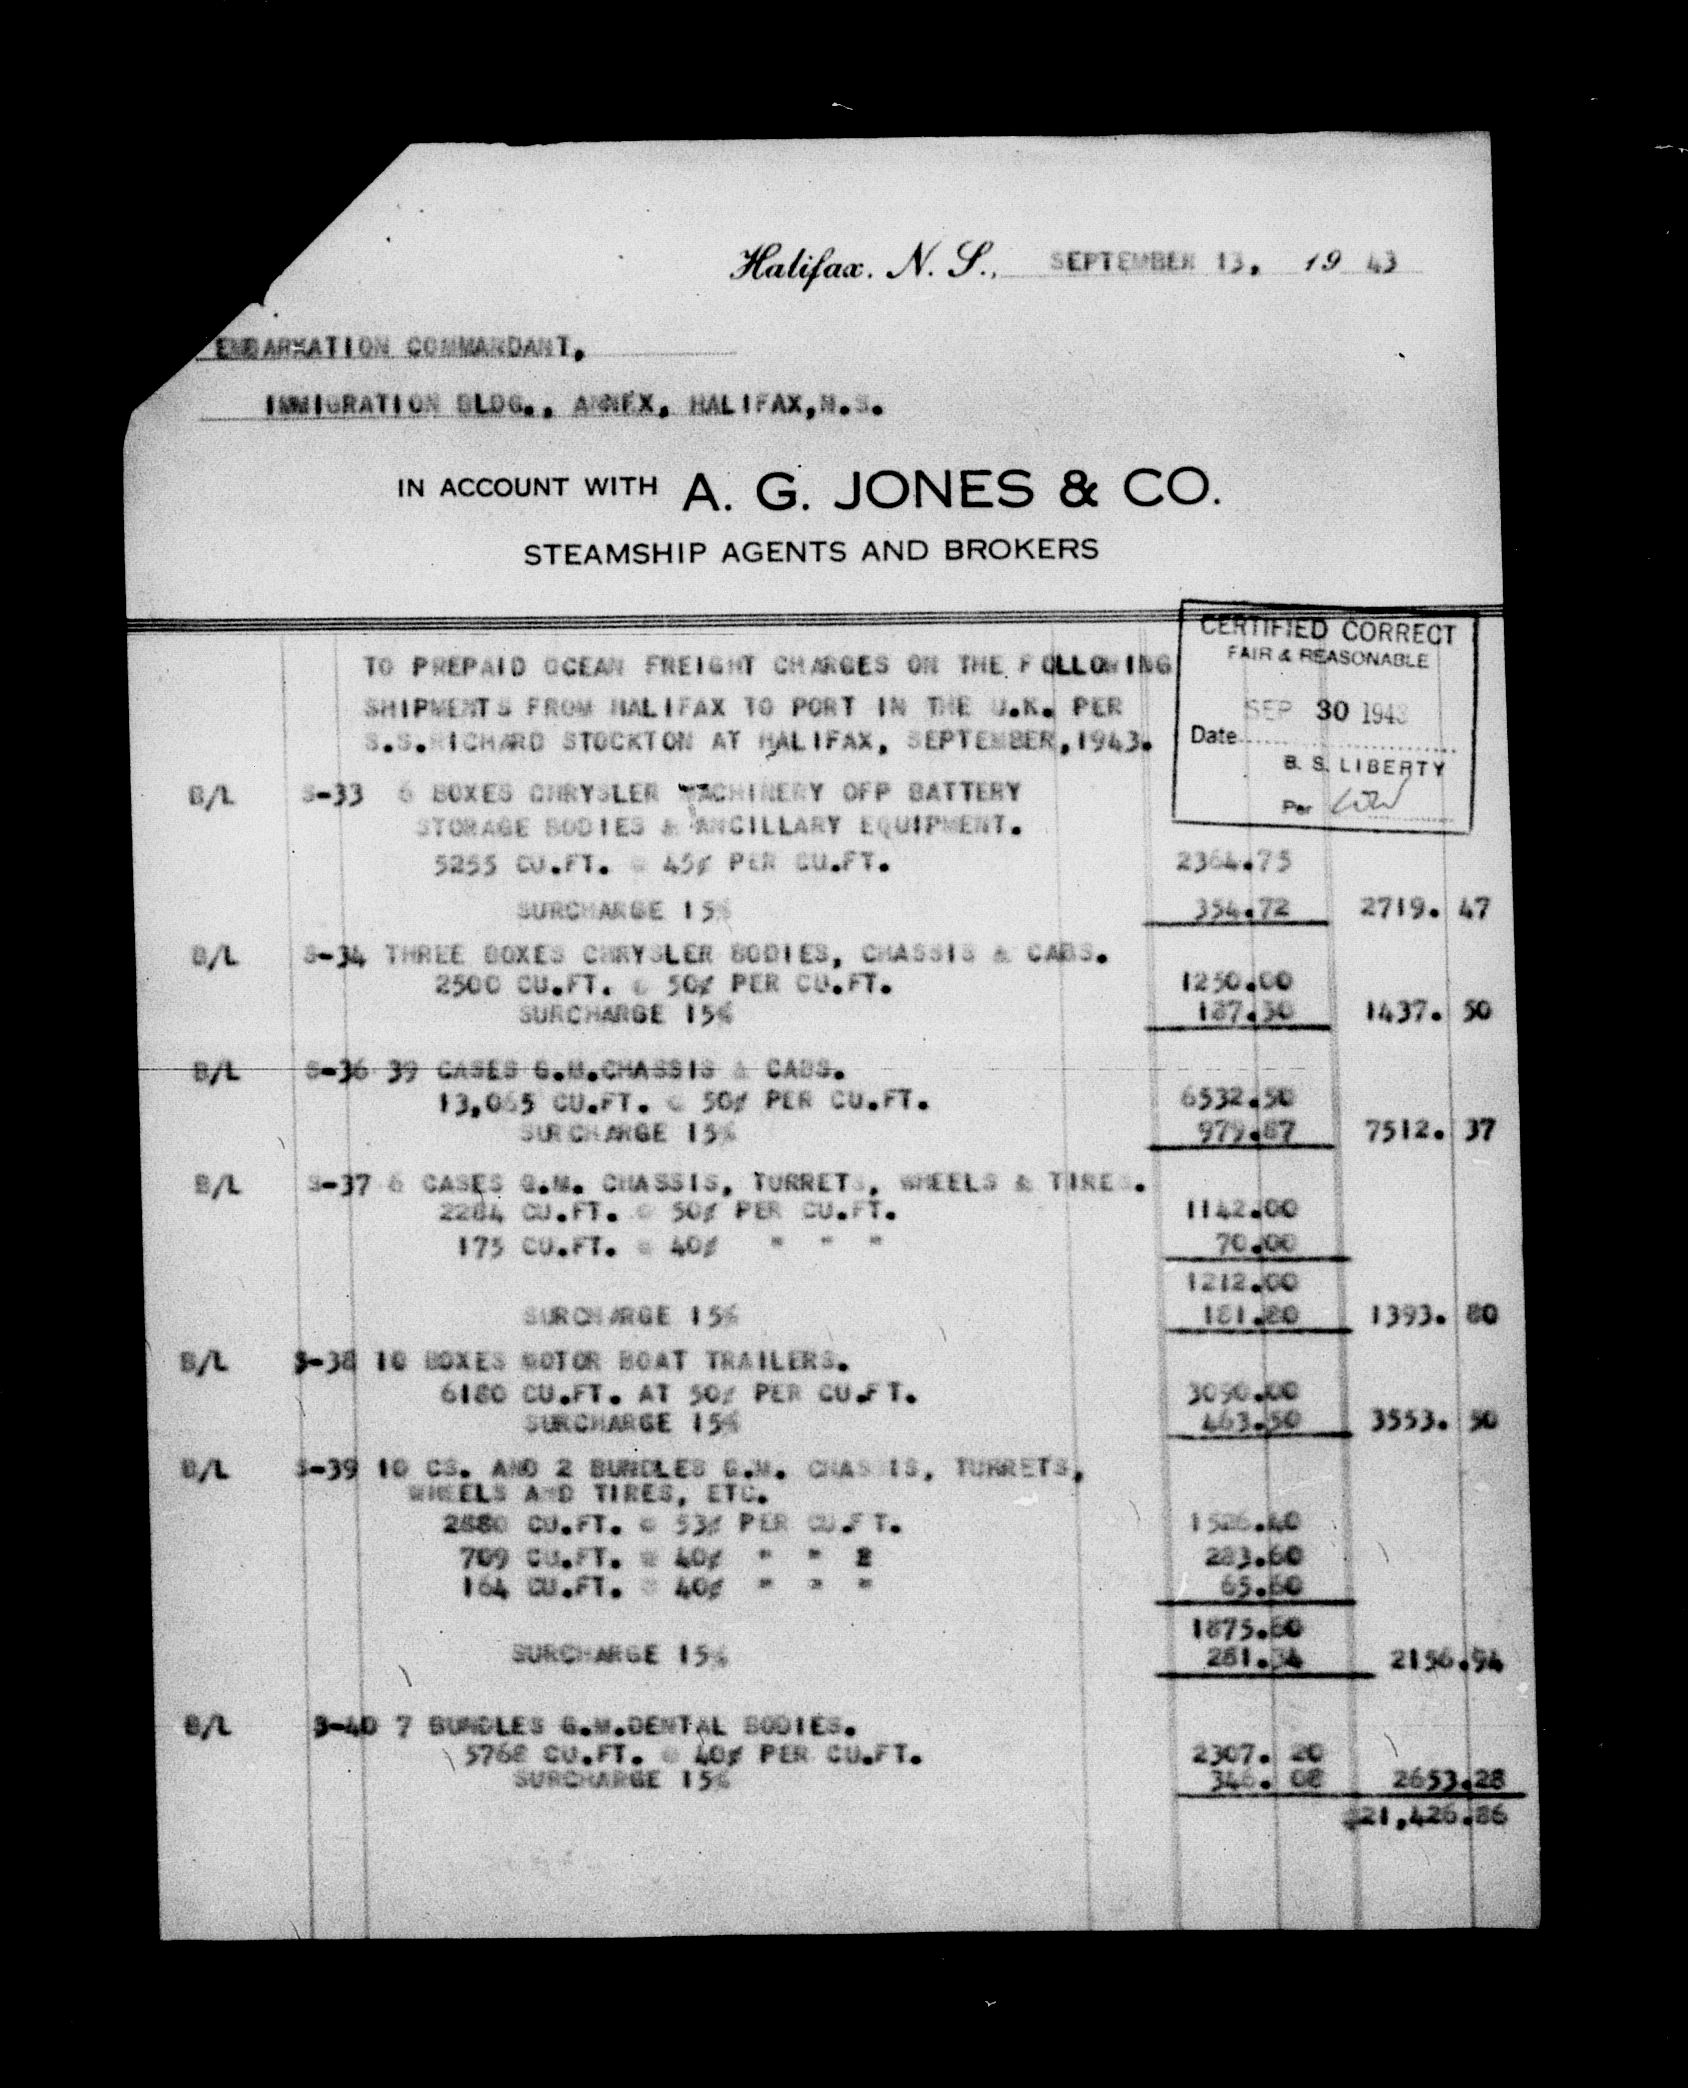 Halifax, N. S., SEPTEMBER 13, 19 43
EMBARKATION COMMANDANT,
IMMIGRATION BLDG., ANNEX, HALIFAX, N.S.
IN ACCOUNT WITH A. G. JONES & CO.
STEAMSHIP AGENTS AND BROKERS
CERTIFIED CORRECT
FAIR & REASONABLE
SEP 30 1943
Date
B. S. LIBERTY
Per
TO PREPAID OCEAN FREIGHT CHARGES ON THE FOLLOWING
SHIPMENTS FROM HALIFAX TO PORT IN THE U.K. PER
S.S.RICHARD STOCKTON AT HALIFAX, SEPTEMBER,1943.
B/L S-33 6 BOXES CHRYSLER MACHINERY OFP BATTERY
STORAGE BODIES & ANCILLARY EQUIPMENT.
5255 CU.FT. @ 45¢ PER CU.FT. 2364.75
SURCHARGE 15% 354.72 2719. 47
B/L S-34 THREE BOXES CHRYSLER BODIES, CHASSIS & CABS.
2500 CU.FT. @ 50¢ PER CU.FT. 1250.00
SURCHARGE 15% 187.50 1437. 50
B/L S-36 39 CASES G.M.CHASSIS & CABS.
13,065 CU.FT. @ 50¢ PER CU.FT. 6532.50
SURCHARGE 15% 979.87 7512. 37
B/L S-37 6 CASES G.M. CHASSIS, TURRETS, WHEELS & TIRES.
2284 CU.FT. @ 50¢ PER CU.FT. 1142.00
175 CU.FT. @ 40¢ " " " 70.00
1212.00
SURCHARGE 15% 181.80 1393. 80
B/L S-38 10 BOXES MOTOR BOAT TRAILERS.
6180 CU.FT. AT 50¢ PER CU.FT. 3090.00
SURCHARGE 15% 463.50 3553. 50
B/L S-39 10 CS. AND 2 BUNDLES G.M. CHASSIS, TURRETS,
WHEELS AND TIRES, ETC.
2880 CU.FT. @ 53¢ PER CU.FT. 1526.40
709 CU.FT. @ 40¢ " " " 283.60
164 CU.FT. @ 40¢ " " " 65.60
1875.60
SURCHARGE 15% 281.34 2156.94
B/L S-40 7 BUNDLES G.M.DENTAL BODIES.
5768 CU.FT. @ 40¢ PER CU.FT. 2307. 20
SURCHARGE 15% 346. 08 2653.28
$21,426.86